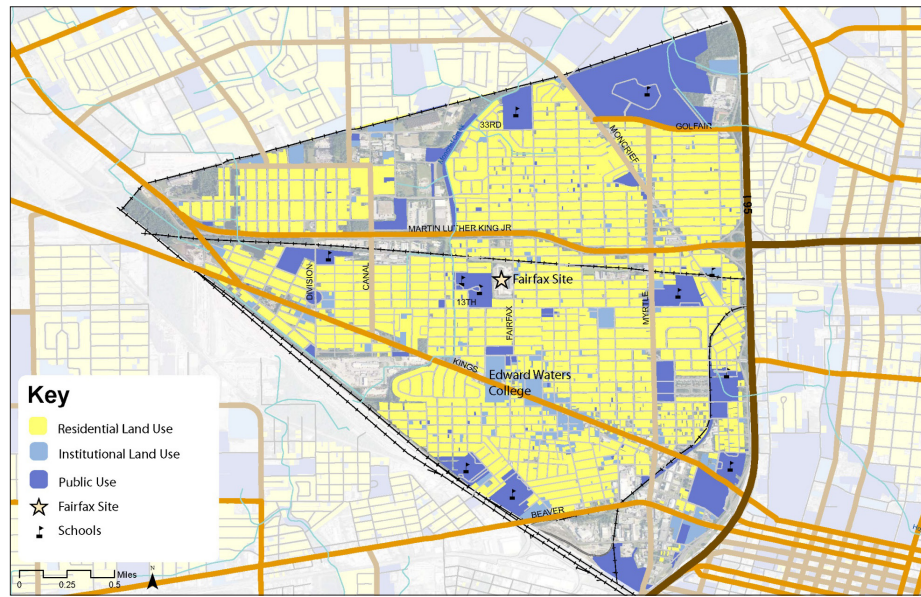 33RD
MONCRIEF
GOLFAIR
I 95
MARTIN LUTHER KING JR
DIVISION
CANAL
Fairfax Site
13TH
FAIRFAX
MYRTLE
KINGS
Edward Waters
College
BEAVER
Key
Residential Land Use
Institutional Land Use
Public Use
Fairfax Site
Schools
Miles
0 0.25 0.5
N